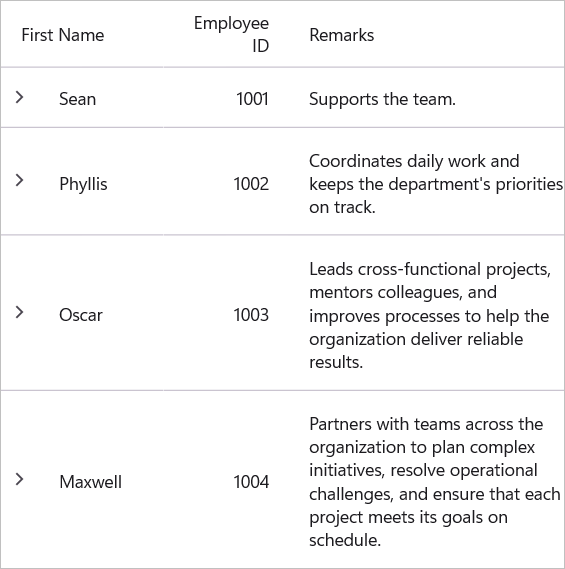 First Name
Employee
ID
Remarks
Sean
1001
Supports the team.
Phyllis
1002
Coordinates daily work and
keeps the department's priorities
on track.
Oscar
1003
Leads cross-functional projects,
mentors colleagues, and
improves processes to help the
organization deliver reliable
results.
Maxwell
1004
Partners with teams across the
organization to plan complex
initiatives, resolve operational
challenges, and ensure that each
project meets its goals on
schedule.